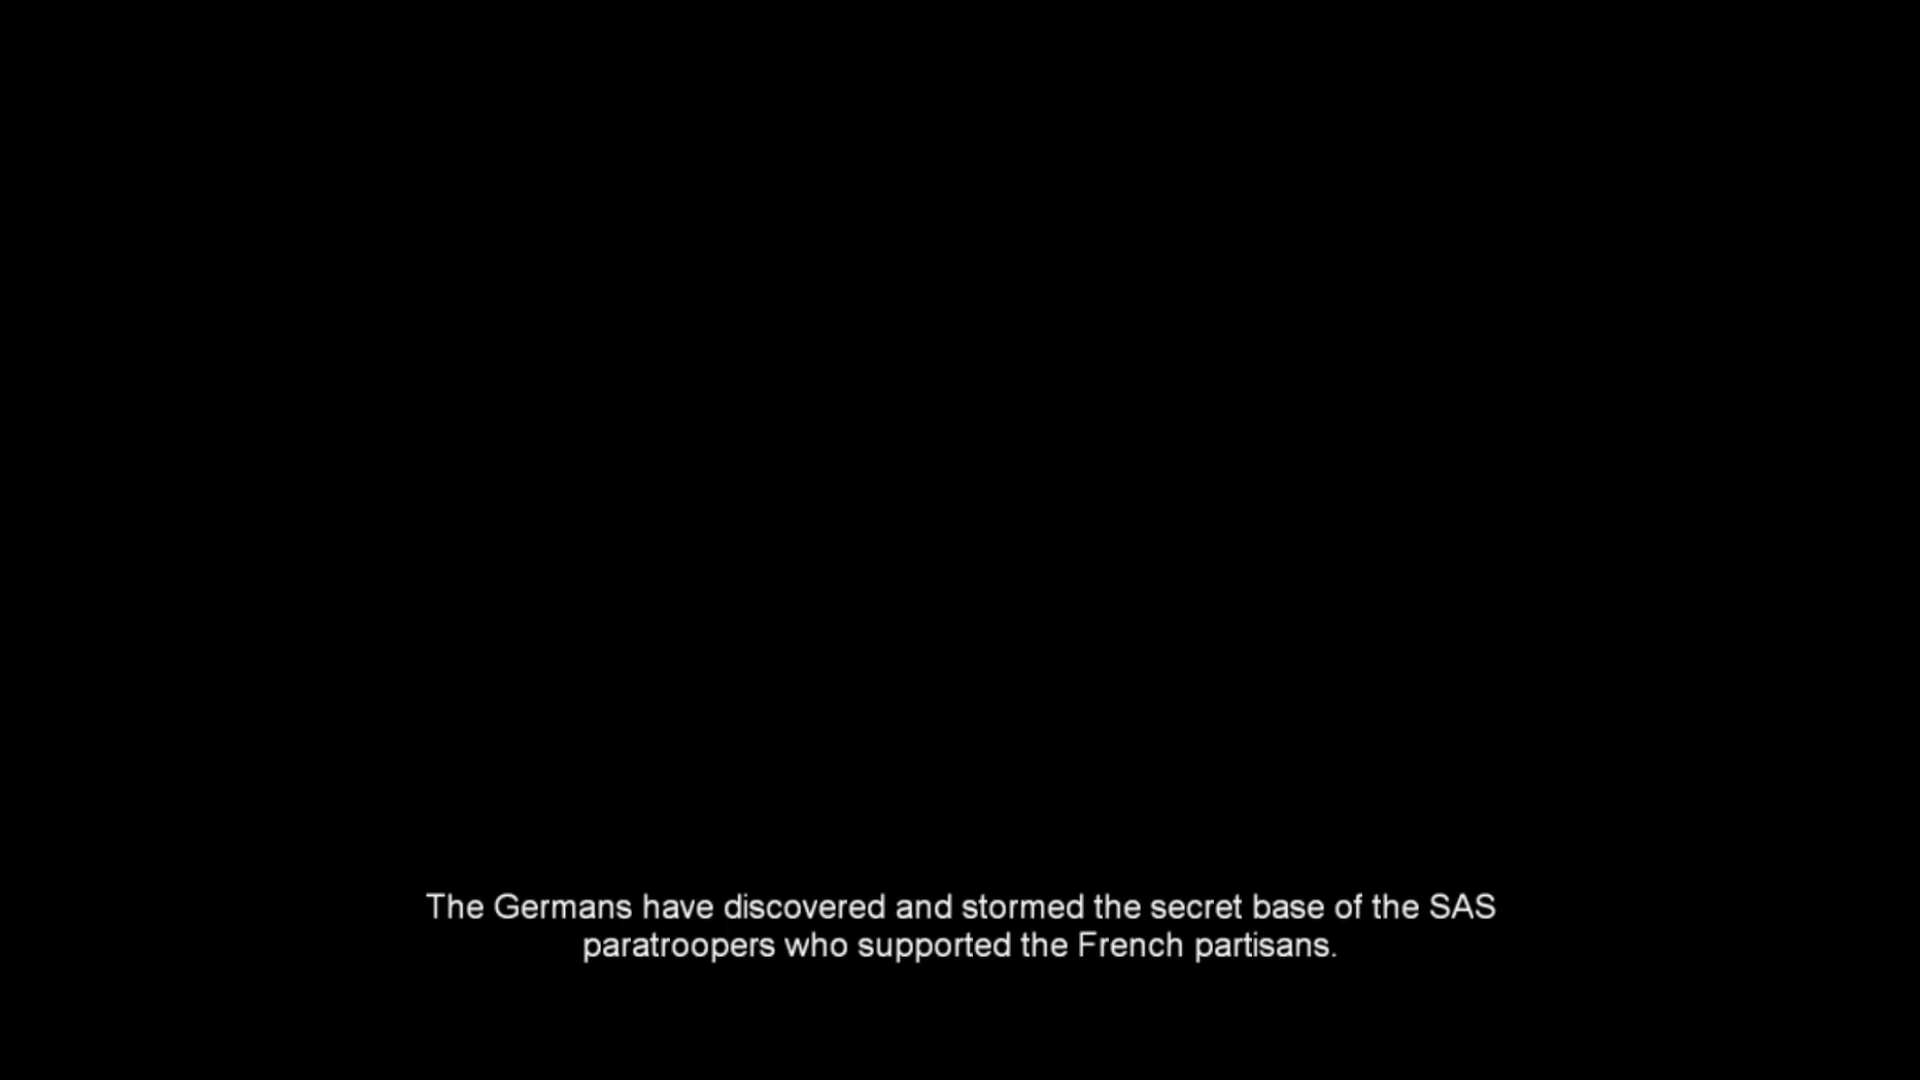 The Germans have discovered and stormed the secret base of the SAS
paratroopers who supported the French partisans.